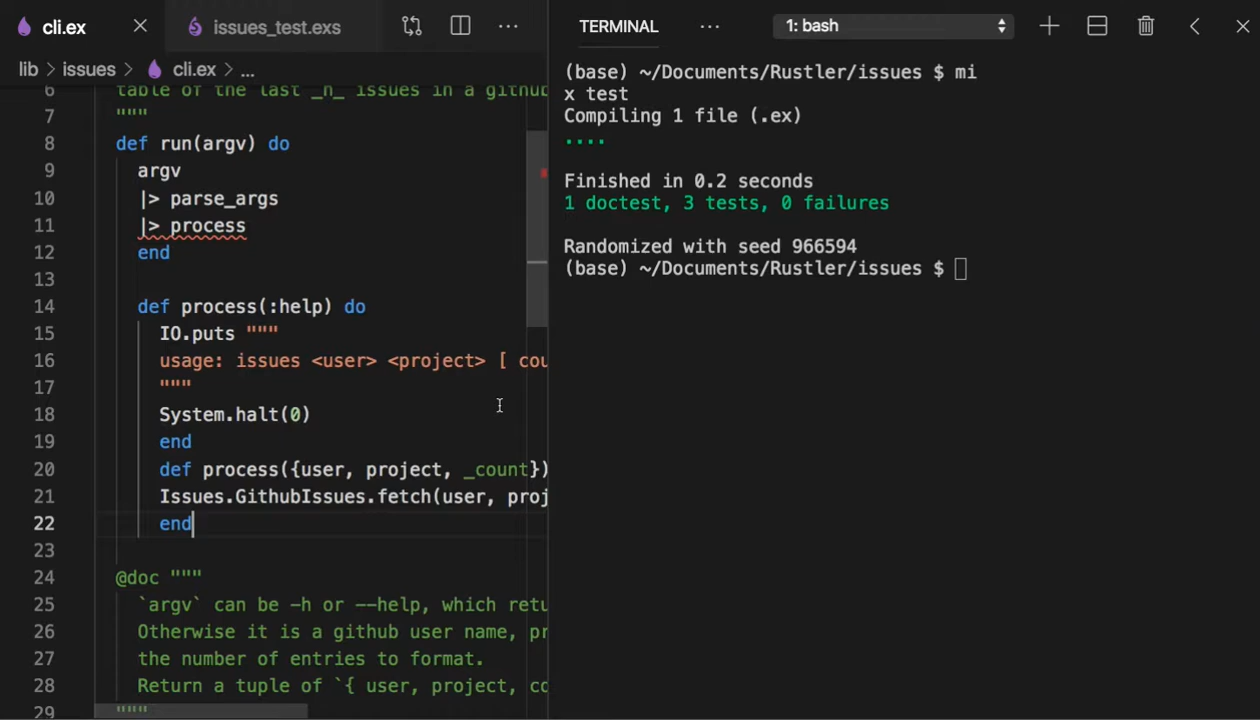 cli.ex
issues_test.exs
lib > issues > cli.ex > ...
6 table of the last _n_ issues in a github
7 """
8 def run(argv) do
9 argv
10 |> parse_args
11 |> process
12 end
13
14 def process(:help) do
15 IO.puts """
16 usage: issues <user> <project> [ cou
17 """
18 System.halt(0)
19 end
20 def process({user, project, _count})
21 Issues.GithubIssues.fetch(user, proj
22 end
23
24 @doc """
25 `argv` can be -h or --help, which retu
26 Otherwise it is a github user name, pr
27 the number of entries to format.
28 Return a tuple of `{ user, project, co
29 """
TERMINAL
1: bash
(base) ~/Documents/Rustler/issues $ mi
x test
Compiling 1 file (.ex)
....
Finished in 0.2 seconds
1 doctest, 3 tests, 0 failures
Randomized with seed 966594
(base) ~/Documents/Rustler/issues $